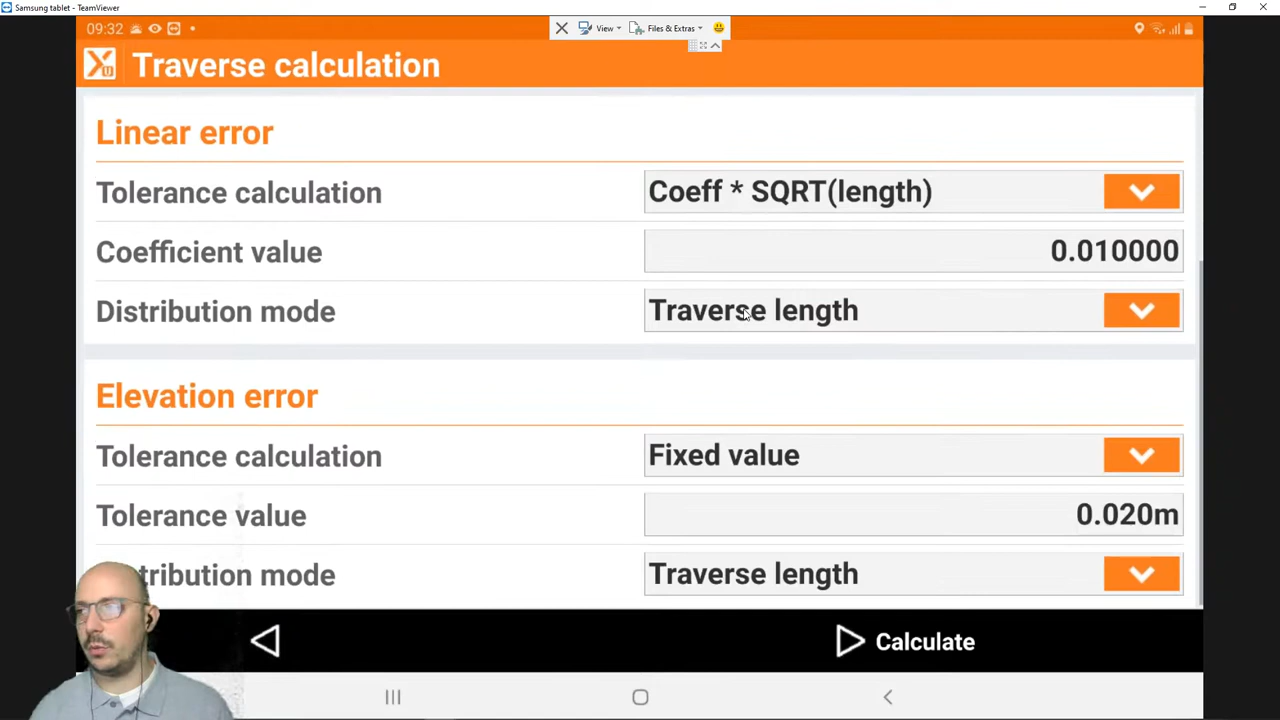 Samsung tablet - TeamViewer
09:32
View
Files & Extras
XU
Traverse calculation
Linear error
Tolerance calculation
Coeff * SQRT(length)
Coefficient value
0.010000
Distribution mode
Traverse length
Elevation error
Tolerance calculation
Fixed value
Tolerance value
0.020m
tribution mode
Traverse length
Calculate